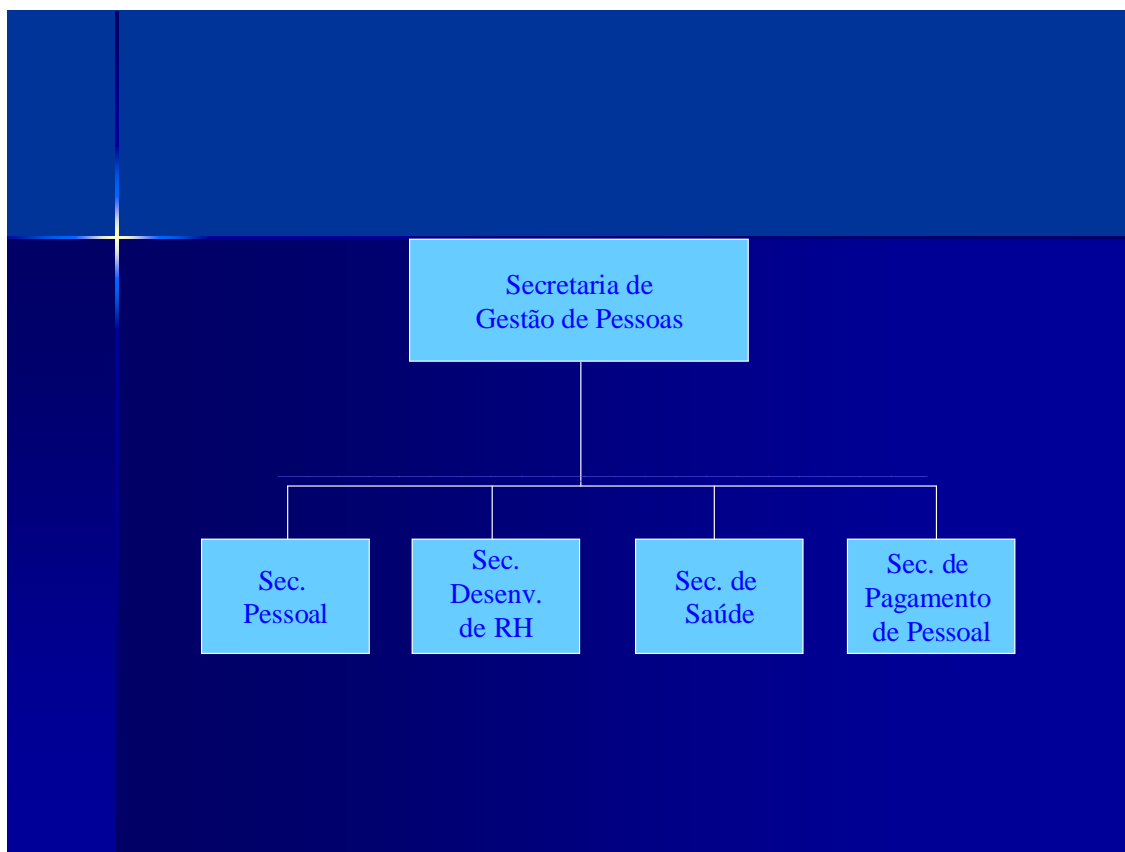 Secretaria de
Gestão de Pessoas
Sec.
Pessoal
Sec.
Desenv.
de RH
Sec. de
Saúde
Sec. de
Pagamento
de Pessoal